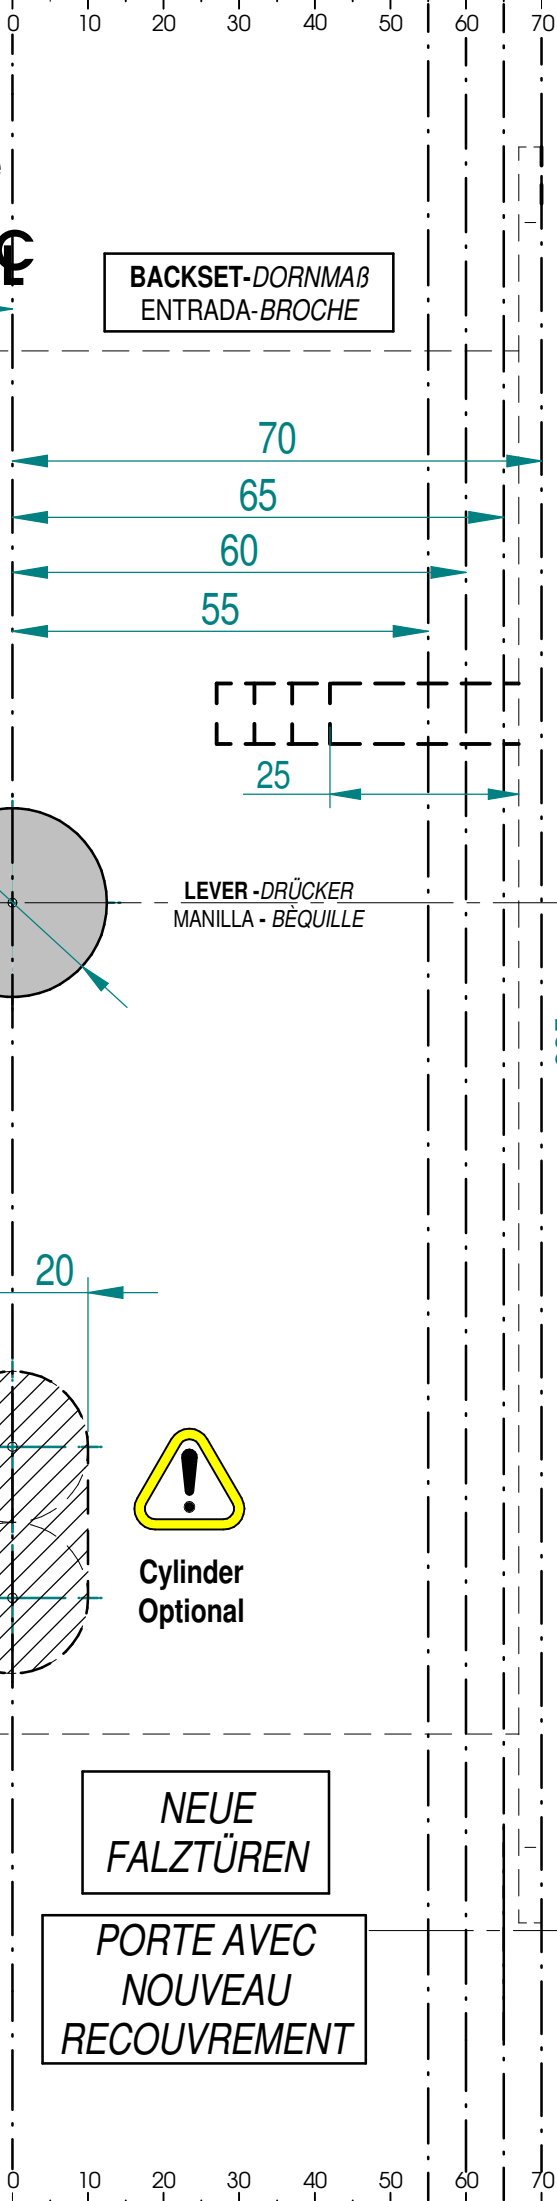 0 10 20 30 40 50 60 70
℄
BACKSET-DORNMAß
ENTRADA-BROCHE
70
65
60
55
25
LEVER -DRÜCKER
MANILLA - BÈQUILLE
20
Cylinder
Optional
NEUE
FALZTÜREN
PORTE AVEC
NOUVEAU
RECOUVREMENT
0 10 20 30 40 50 60 70